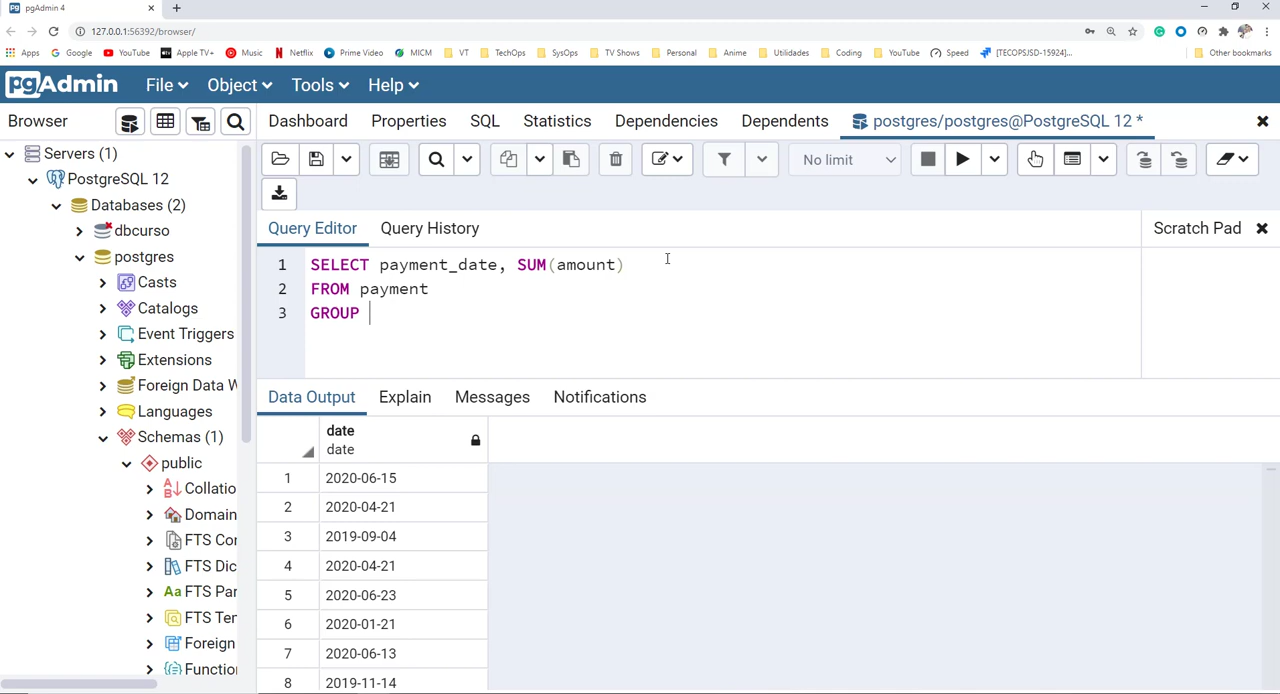 pgAdmin 4
127.0.0.1:56392/browser/
Apps Google YouTube Apple TV+ Music Netflix Prime Video MICM VT TechOps SysOps TV Shows Personal Anime Utilidades Coding YouTube Speed [TECOPSJSD-15924]... Other bookmarks
pgAdmin File Object Tools Help
Browser Dashboard Properties SQL Statistics Dependencies Dependents postgres/postgres@PostgreSQL 12 *
Servers (1)
PostgreSQL 12
Databases (2)
dbcurso
postgres
Casts
Catalogs
Event Triggers
Extensions
Foreign Data W
Languages
Schemas (1)
public
Collatio
Domain
FTS Cor
FTS Dic
Aa FTS Par
FTS Ter
Foreign
Functio
No limit
Query Editor Query History Scratch Pad
1 SELECT payment_date, SUM(amount)
2 FROM payment
3 GROUP
Data Output Explain Messages Notifications
date
date
1 2020-06-15
2 2020-04-21
3 2019-09-04
4 2020-04-21
5 2020-06-23
6 2020-01-21
7 2020-06-13
8 2019-11-14